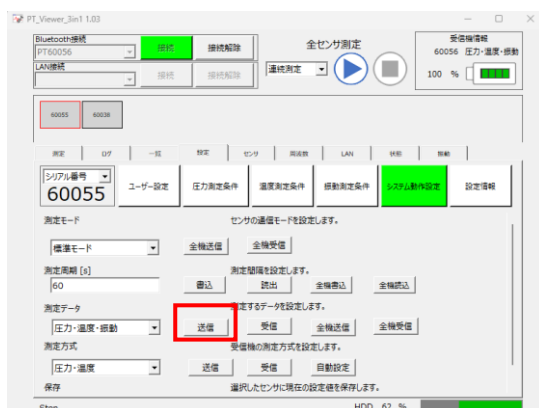 PT_Viewer_3in1 1.03
Bluetooth接続
PT60056 接続 接続解除
LAN接続
接続 接続解除
全センサ測定
連続測定
受信機情報
60056 圧力・温度・振動
100 %
60055 60038
測定 ログ 一覧 設定 センサ 周波数 LAN 状態 振動
シリアル番号
60055
ユーザー設定 圧力測定条件 温度測定条件 振動測定条件 システム動作設定 設定情報
測定モード センサの通信モードを設定します。
標準モード 全機送信 全機受信
測定周期 [s] 測定間隔を設定します。
60 書込 読出 全機書込 全機読込
測定データ 測定するデータを設定します。
圧力・温度・振動 送信 受信 全機送信 全機受信
測定方式 受信機の測定方式を設定します。
圧力・温度 送信 受信 自動設定
保存 選択したセンサに現在の設定値を保存します。
Stop HDD 62 %